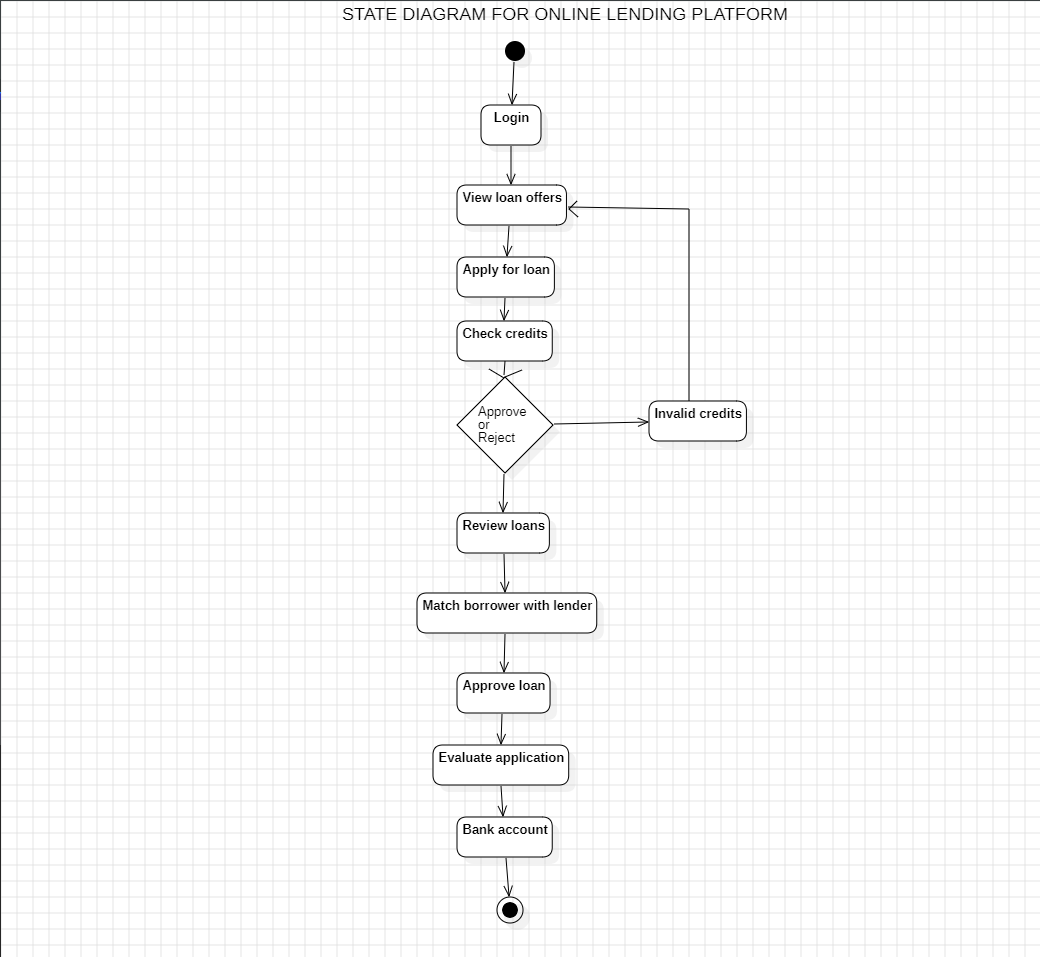 STATE DIAGRAM FOR ONLINE LENDING PLATFORM
Login
View loan offers
Apply for loan
Check credits
Approve
or
Reject
Invalid credits
Review loans
Match borrower with lender
Approve loan
Evaluate application
Bank account